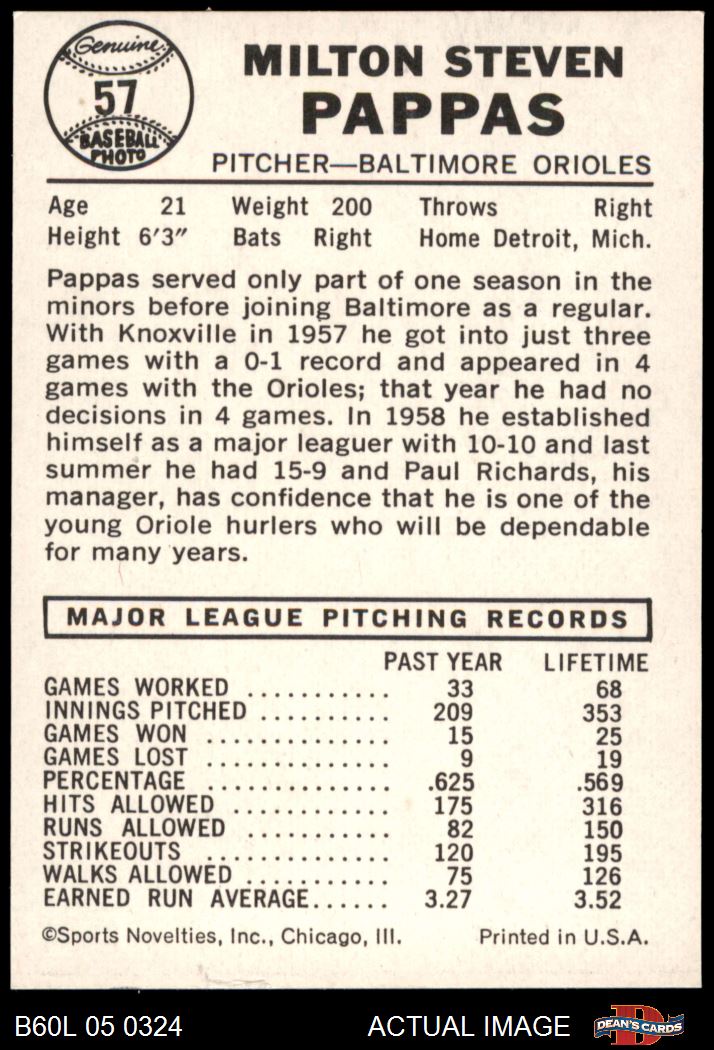 Genuine
57
BASEBALL
PHOTO
MILTON STEVEN
PAPPAS
PITCHER—BALTIMORE ORIOLES
Age 21 Weight 200 Throws Right
Height 6'3" Bats Right Home Detroit, Mich.
Pappas served only part of one season in the
minors before joining Baltimore as a regular.
With Knoxville in 1957 he got into just three
games with a 0-1 record and appeared in 4
games with the Orioles; that year he had no
decisions in 4 games. In 1958 he established
himself as a major leaguer with 10-10 and last
summer he had 15-9 and Paul Richards, his
manager, has confidence that he is one of the
young Oriole hurlers who will be dependable
for many years.
MAJOR LEAGUE PITCHING RECORDS
PAST YEAR LIFETIME
GAMES WORKED ............ 33 68
INNINGS PITCHED .......... 209 353
GAMES WON .............. 15 25
GAMES LOST .............. 9 19
PERCENTAGE .............. .625 .569
HITS ALLOWED ............ 175 316
RUNS ALLOWED ........... 82 150
STRIKEOUTS .............. 120 195
WALKS ALLOWED ........... 75 126
EARNED RUN AVERAGE...... 3.27 3.52
©Sports Novelties, Inc., Chicago, Ill. Printed in U.S.A.
B60L 05 0324 ACTUAL IMAGE D DEAN'S CARDS